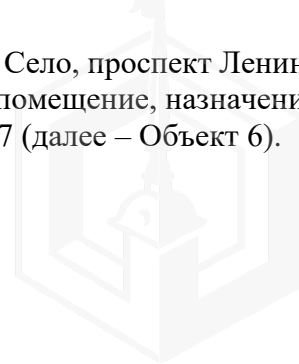 Село, проспект Ленин
помещение, назначени
7 (далее – Объект 6).